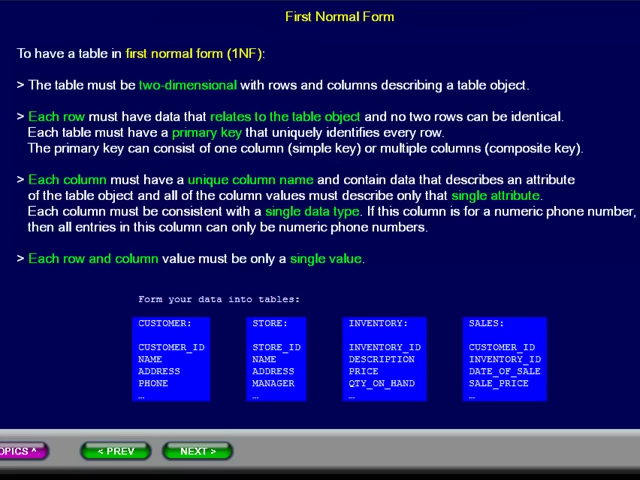 First Normal Form
To have a table in first normal form (1NF):
> The table must be two-dimensional with rows and columns describing a table object.
> Each row must have data that relates to the table object and no two rows can be identical.
Each table must have a primary key that uniquely identifies every row.
The primary key can consist of one column (simple key) or multiple columns (composite key).
> Each column must have a unique column name and contain data that describes an attribute
of the table object and all of the column values must describe only that single attribute.
Each column must be consistent with a single data type. If this column is for a numeric phone number,
then all entries in this column can only be numeric phone numbers.
> Each row and column value must be only a single value.
Form your data into tables:
CUSTOMER:
CUSTOMER_ID
NAME
ADDRESS
PHONE
…
STORE:
STORE_ID
NAME
ADDRESS
MANAGER
…
INVENTORY:
INVENTORY_ID
DESCRIPTION
PRICE
QTY_ON_HAND
…
SALES:
CUSTOMER_ID
INVENTORY_ID
DATE_OF_SALE
SALE_PRICE
…
OPICS ^
< PREV
NEXT >